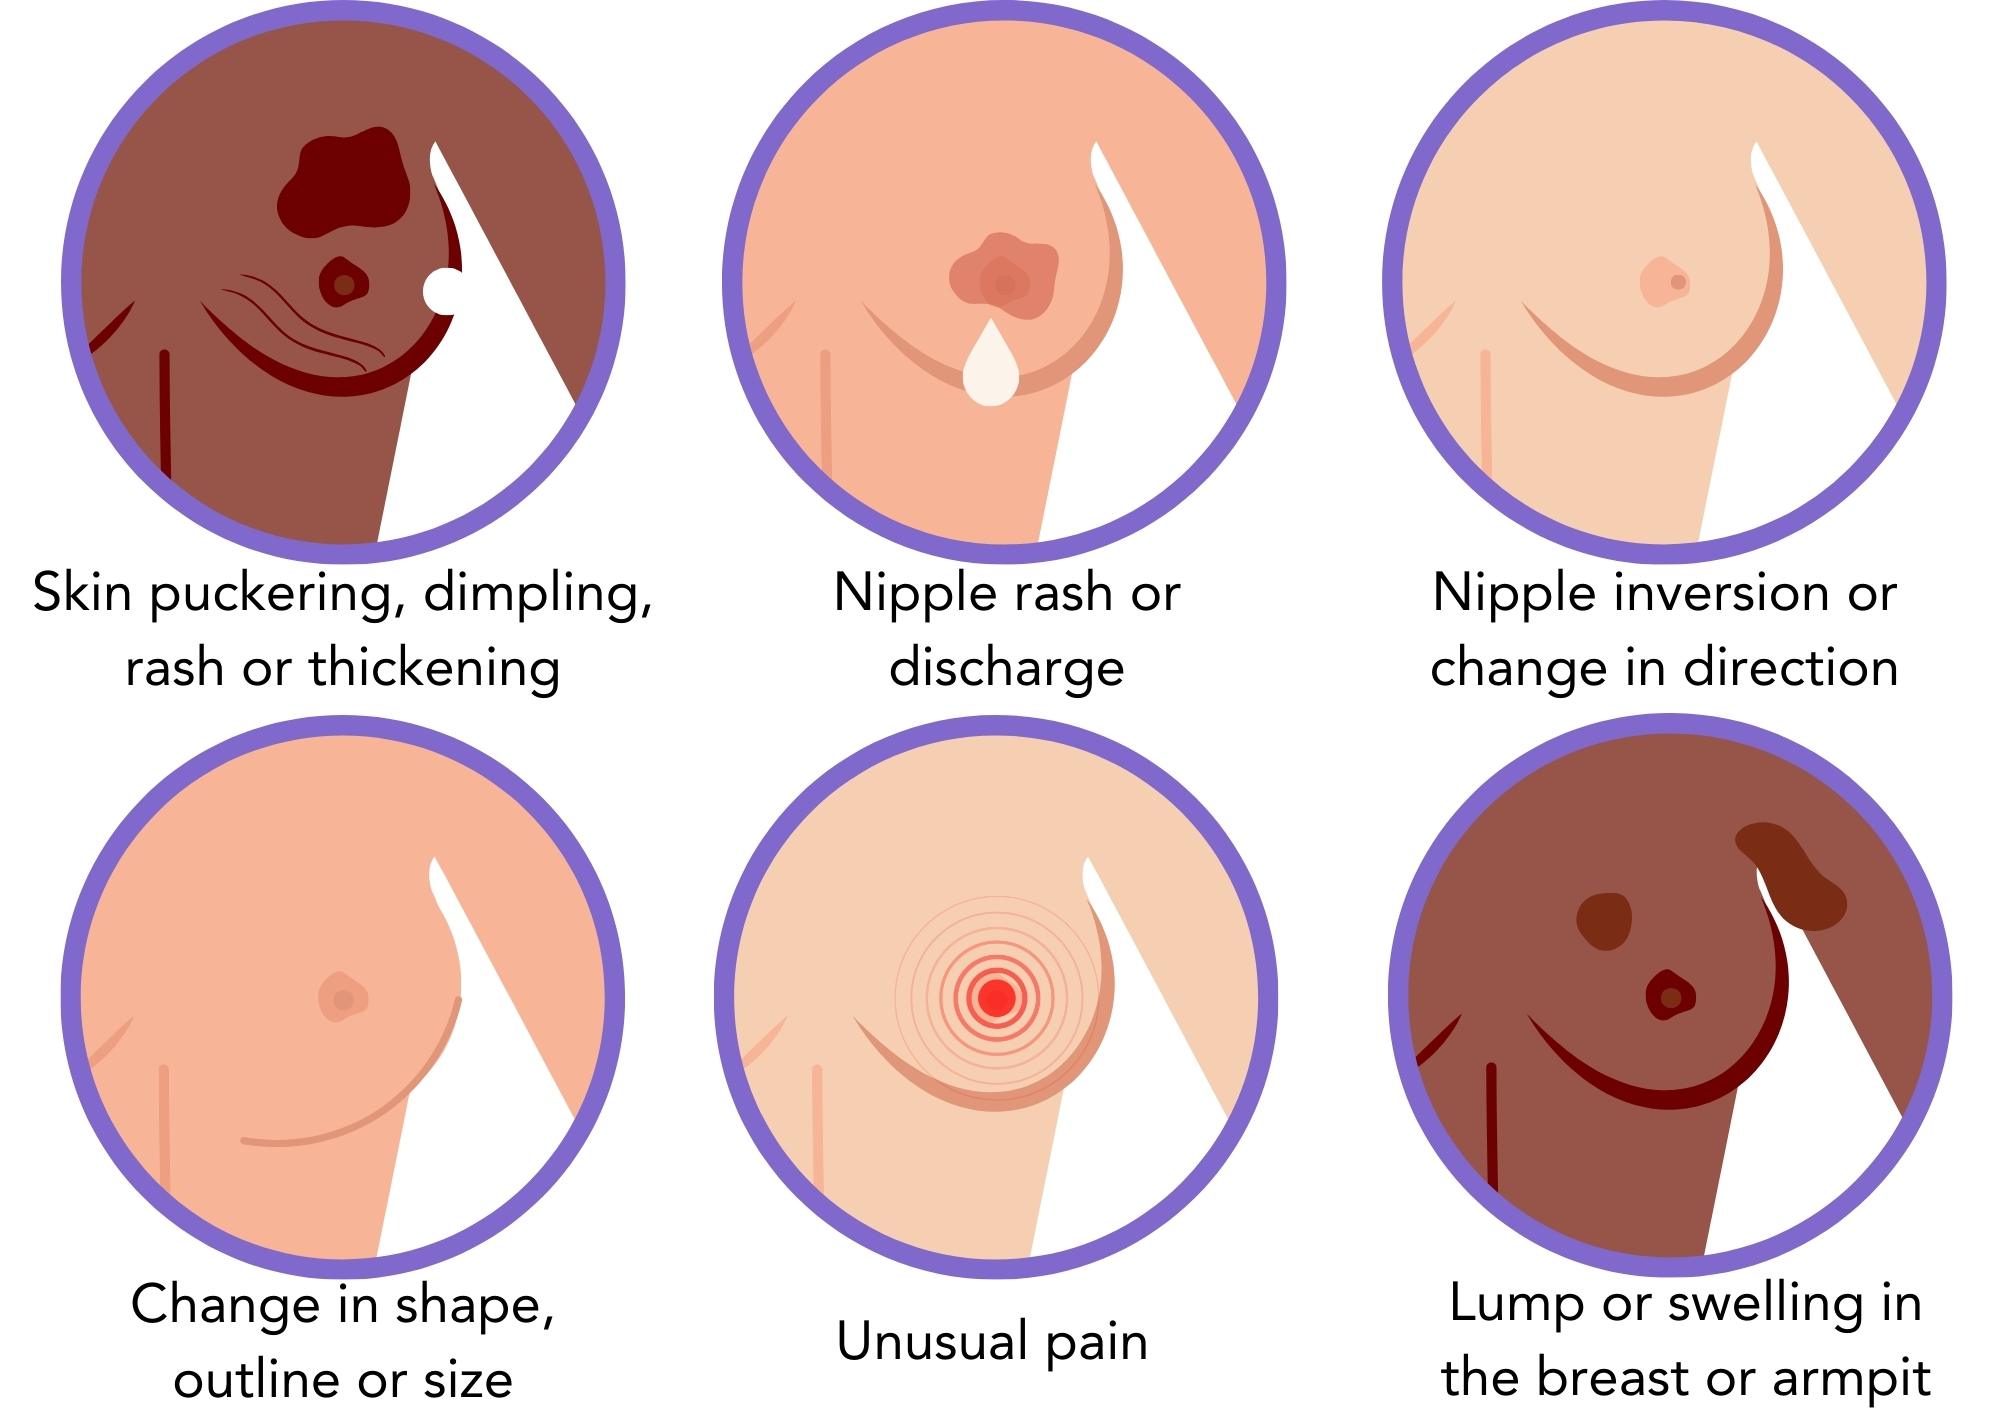 Skin puckering, dimpling,
rash or thickening
Nipple rash or
discharge
Nipple inversion or
change in direction
Change in shape,
outline or size
Unusual pain
Lump or swelling in
the breast or armpit